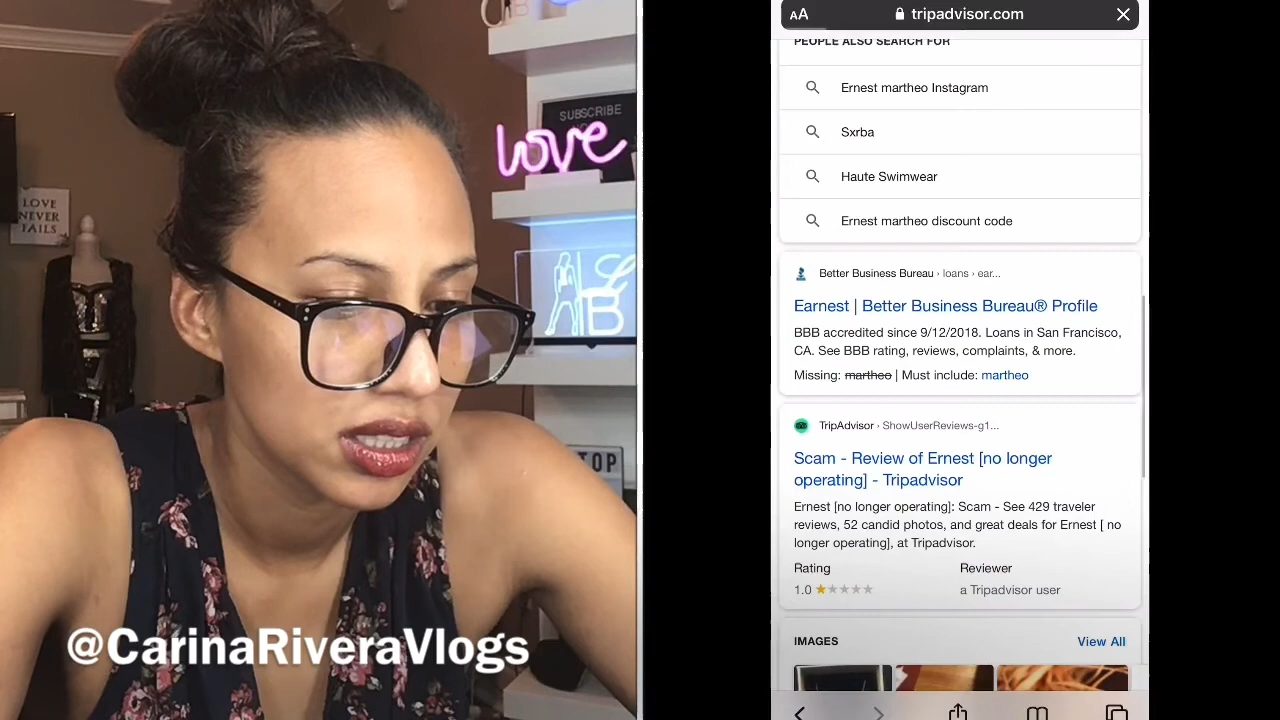 LOVE
NEVER
FAILS
SUBSCRIBE
love
B
TOP
@CarinaRiveraVlogs
AA tripadvisor.com
PEOPLE ALSO SEARCH FOR
Ernest martheo Instagram
Sxrba
Haute Swimwear
Ernest martheo discount code
Better Business Bureau › loans › ear...
Earnest | Better Business Bureau® Profile
BBB accredited since 9/12/2018. Loans in San Francisco,
CA. See BBB rating, reviews, complaints, & more.
Missing: martheo | Must include: martheo
TripAdvisor › ShowUserReviews-g1...
Scam - Review of Ernest [no longer
operating] - Tripadvisor
Ernest [no longer operating]: Scam - See 429 traveler
reviews, 52 candid photos, and great deals for Ernest [ no
longer operating], at Tripadvisor.
Rating Reviewer
1.0 a Tripadvisor user
IMAGES View All